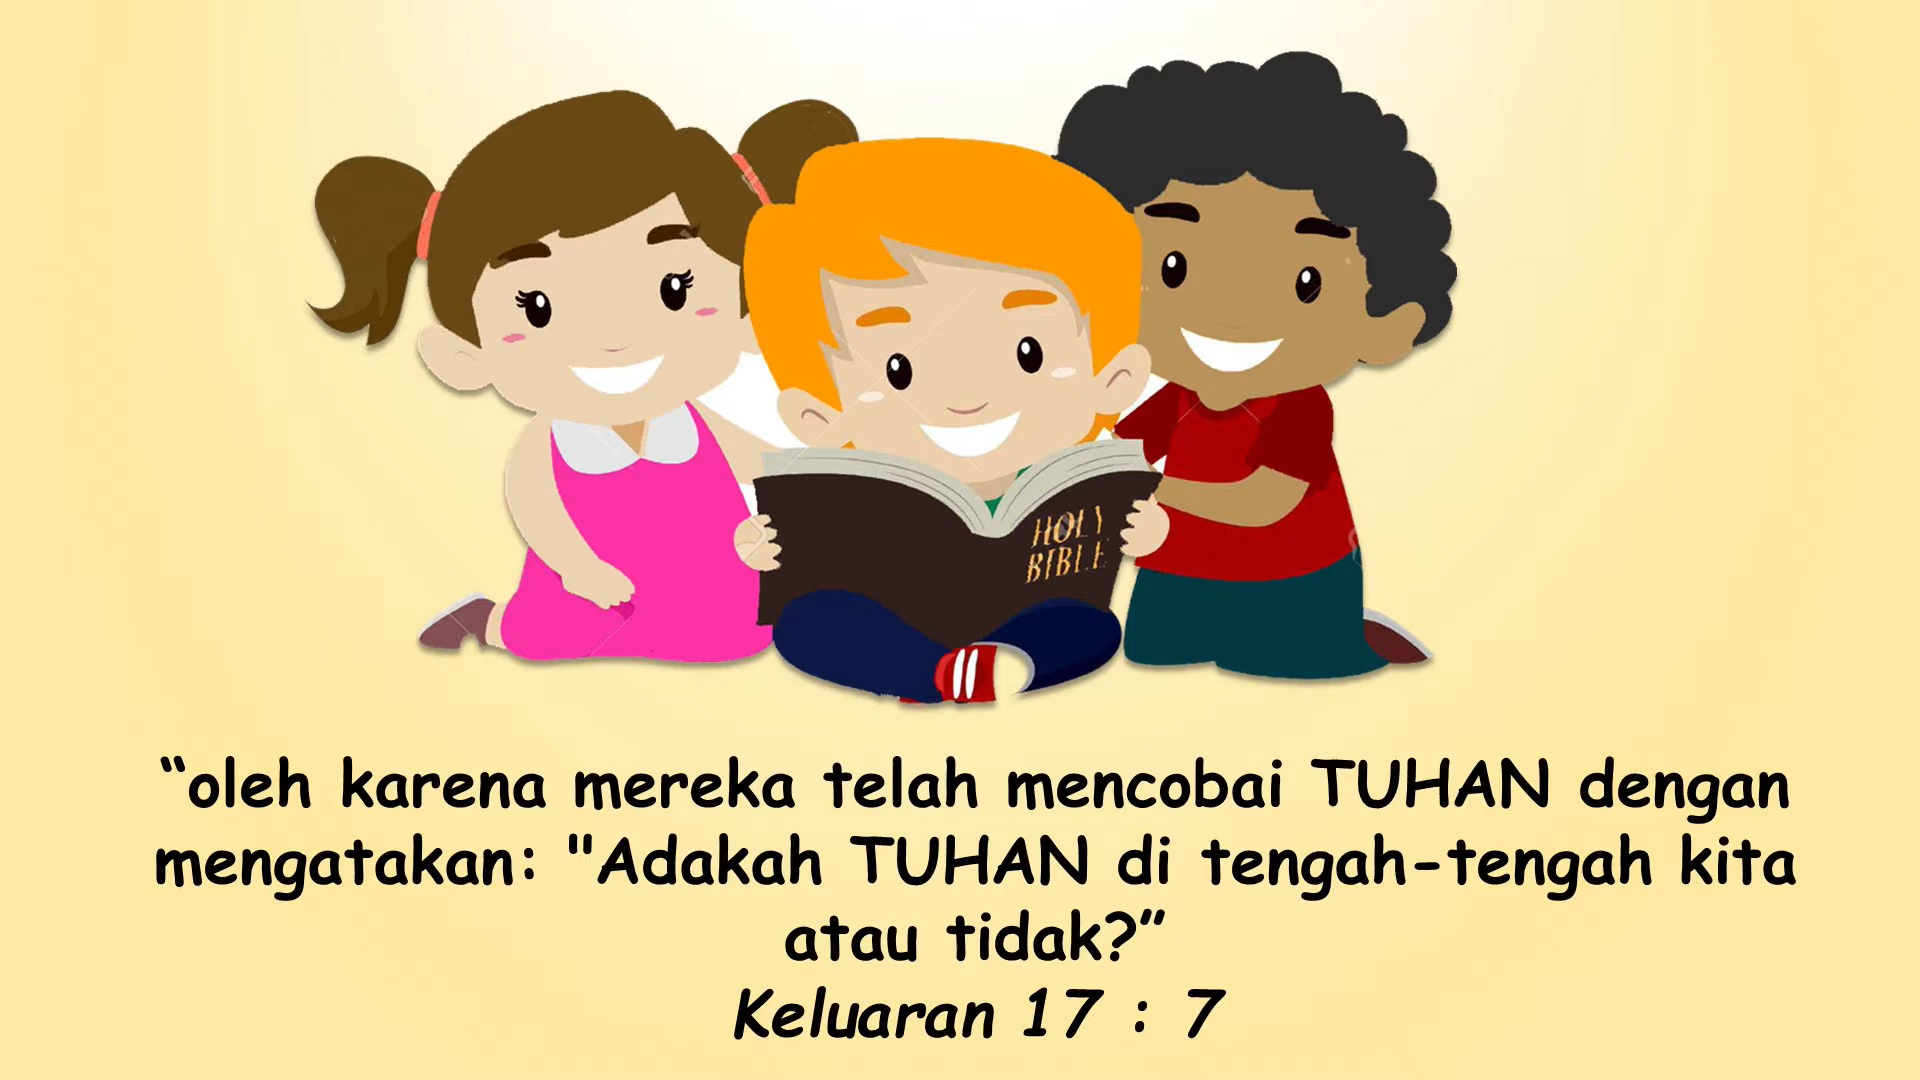 HOLY
BIBLE
“oleh karena mereka telah mencobai TUHAN dengan
mengatakan: "Adakah TUHAN di tengah-tengah kita
atau tidak?”
Keluaran 17 : 7